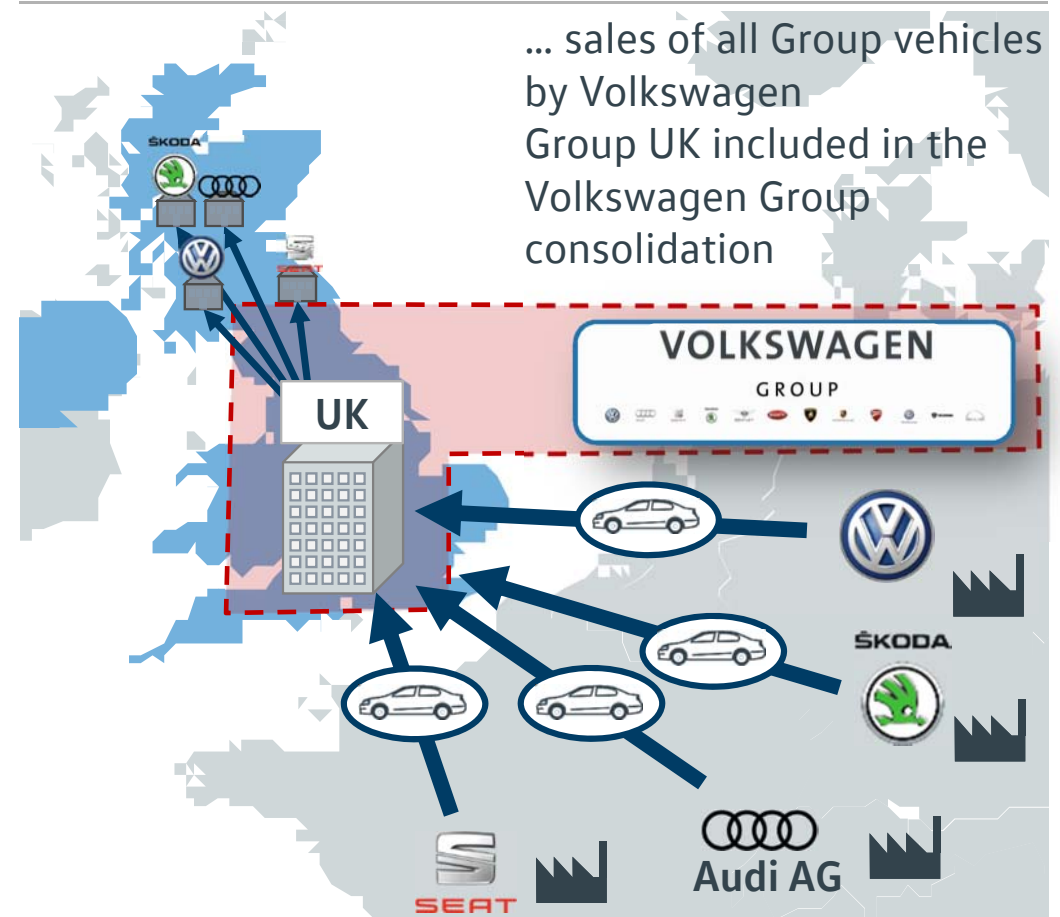 ... sales of all Group vehicles
by Volkswagen
Group UK included in the
Volkswagen Group
consolidation
ŠKODA
SEAT
VOLKSWAGEN
GROUP
UK
ŠKODA
Audi AG
SEAT